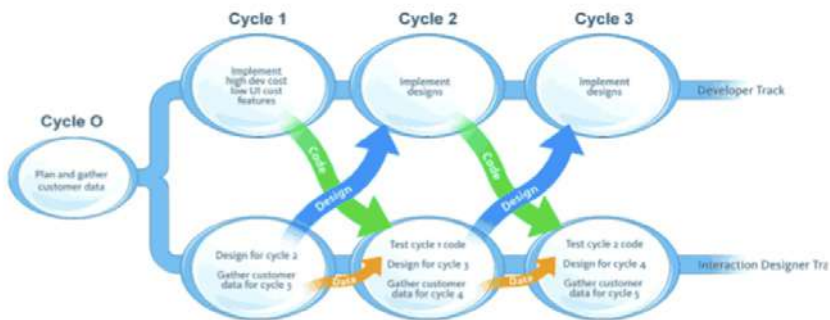 Cycle 1
Cycle 2
Cycle 3
Implement
high dev cost
low UI cost
features
Implement
designs
Implement
designs
Developer Track
Cycle O
Plan and gather
customer data
Code
Design
Code
Design
Design for cycle 2
Gather customer
data for cycle 3
Data
Test cycle 1 code
Design for cycle 3
Gather customer
data for cycle 4
Data
Test cycle 2 code
Design for cycle 4
Gather customer
data for cycle 5
Interaction Designer Tra